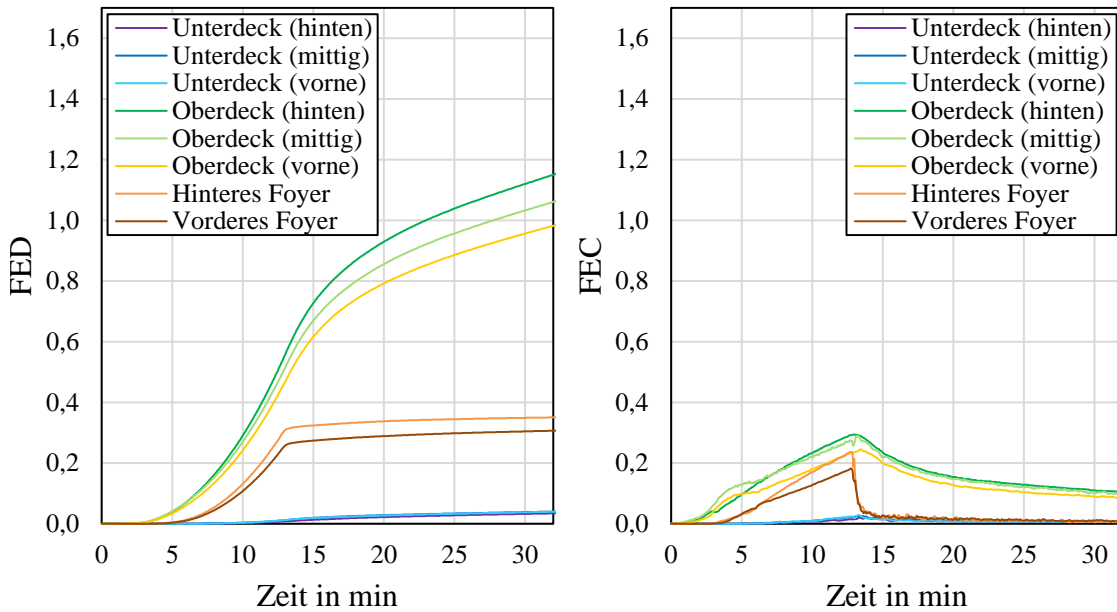 FED
1,6
1,4
1,2
1,0
0,8
0,6
0,4
0,2
0,0
Unterdeck (hinten)
Unterdeck (mittig)
Unterdeck (vorne)
Oberdeck (hinten)
Oberdeck (mittig)
Oberdeck (vorne)
Hinteres Foyer
Vorderes Foyer
0 5 10 15 20 25 30
Zeit in min
FEC
1,6
1,4
1,2
1,0
0,8
0,6
0,4
0,2
0,0
Unterdeck (hinten)
Unterdeck (mittig)
Unterdeck (vorne)
Oberdeck (hinten)
Oberdeck (mittig)
Oberdeck (vorne)
Hinteres Foyer
Vorderes Foyer
0 5 10 15 20 25 30
Zeit in min